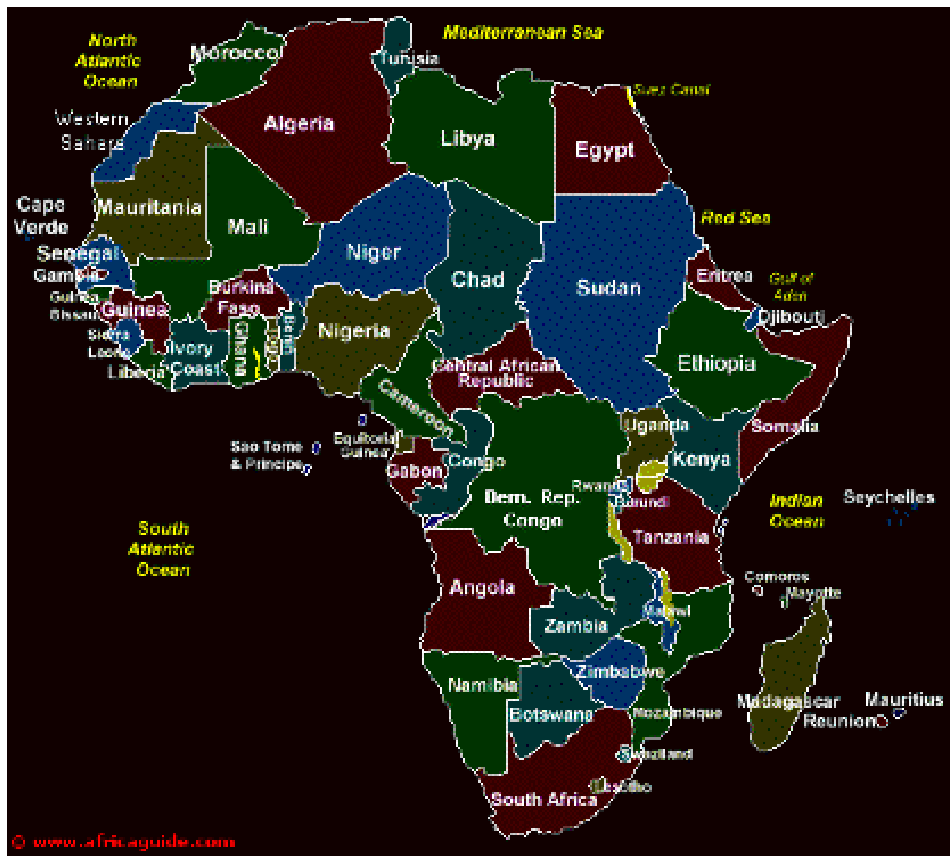 North
Atlantic
Ocean
Mediterranean Sea
Morocco
Tunisia
Suez Canal
Western
Sahara
Algeria
Libya
Egypt
Cape
Verde
Mauritania
Mali
Niger
Chad
Sudan
Red Sea
Senegal
Gambia
Guinea
Bissau
Guinea
Burkina
Faso
Eritrea
Gulf of
Aden
Djibouti
Sierra
Leone
Liberia
Ivory
Coast
Ghana
Togo
Benin
Nigeria
Central African
Republic
Ethiopia
Cameroon
Uganda
Somalia
Sao Tome
& Principe
Equitoria
Guinea
Gabon
Congo
Kenya
Dem. Rep.
Congo
Rwanda
Burundi
Tanzania
Indian
Ocean
Seychelles
South
Atlantic
Ocean
Angola
Comoros
Mayotte
Zambia
Malawi
Namibia
Zimbabwe
Botswana
Mozambique
Madagascar
Mauritius
Reunion
Swaziland
South Africa
Lesotho
© www.africaguide.com